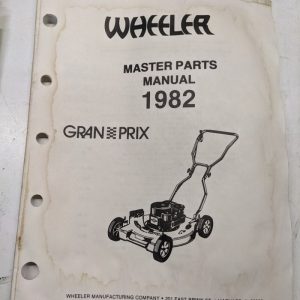 WHEELER
MASTER PARTS
MANUAL
1982
GRAN PRIX
WHEELER MANUFACTURING COMPANY •